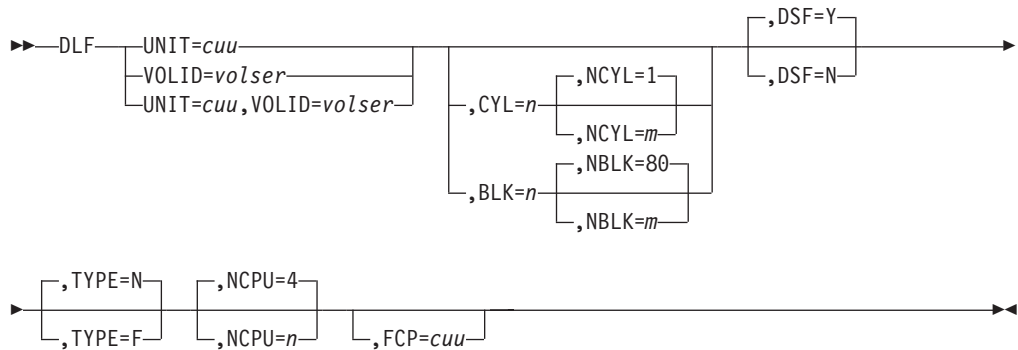 ,DSF=Y
DLF UNIT=cuu
VOLID=volser ,NCYL=1 ,DSF=N
UNIT=cuu,VOLID=volser ,CYL=n
,NCYL=m
,NBLK=80
,BLK=n
,NBLK=m
,TYPE=N ,NCPU=4
,TYPE=F ,NCPU=n ,FCP=cuu